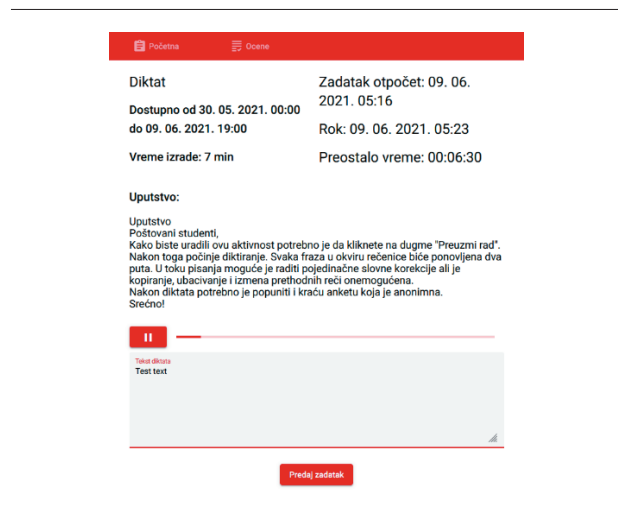 Početna
Ocene
Diktat
Dostupno od 30. 05. 2021. 00:00
do 09. 06. 2021. 19:00
Vreme izrade: 7 min
Zadatak otpočet: 09. 06.
2021. 05:16
Rok: 09. 06. 2021. 05:23
Preostalo vreme: 00:06:30
Uputstvo:
Uputstvo
Poštovani studenti,
Kako biste uradili ovu aktivnost potrebno je da kliknete na dugme "Preuzmi rad".
Nakon toga počinje diktiranje. Svaka fraza u okviru rečenice biće ponovljena dva
puta. U toku pisanja moguće je raditi pojedinačne slovne korekcije ali je
kopiranje, ubacivanje i izmena prethodnih reči onemogućena.
Nakon diktata potrebno je popuniti i kraću anketu koja je anonimna.
Srećno!
Tekst diktata
Test text
Predaj zadatak